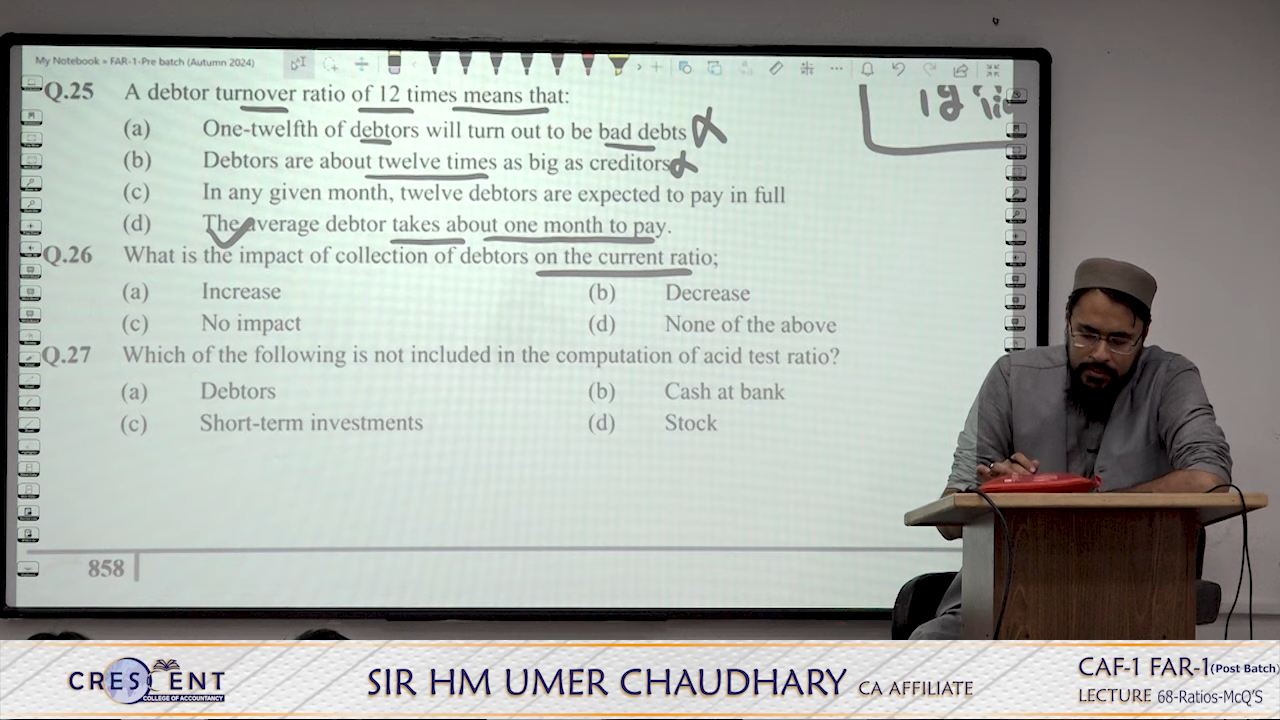 My Notebook » FAR-1-Pre batch (Autumn 2024)
Q.25 A debtor turnover ratio of 12 times means that:
(a) One-twelfth of debtors will turn out to be bad debts
(b) Debtors are about twelve times as big as creditors
(c) In any given month, twelve debtors are expected to pay in full
(d) The average debtor takes about one month to pay.
Q.26 What is the impact of collection of debtors on the current ratio;
(a) Increase (b) Decrease
(c) No impact (d) None of the above
Q.27 Which of the following is not included in the computation of acid test ratio?
(a) Debtors (b) Cash at bank
(c) Short-term investments (d) Stock
858
CRESCENT
COLLEGE OF ACCOUNTANCY
SIR HM UMER CHAUDHARY CA AFFILIATE
CAF-1 FAR-1(Post Batch)
LECTURE 68-Ratios-McQ'S